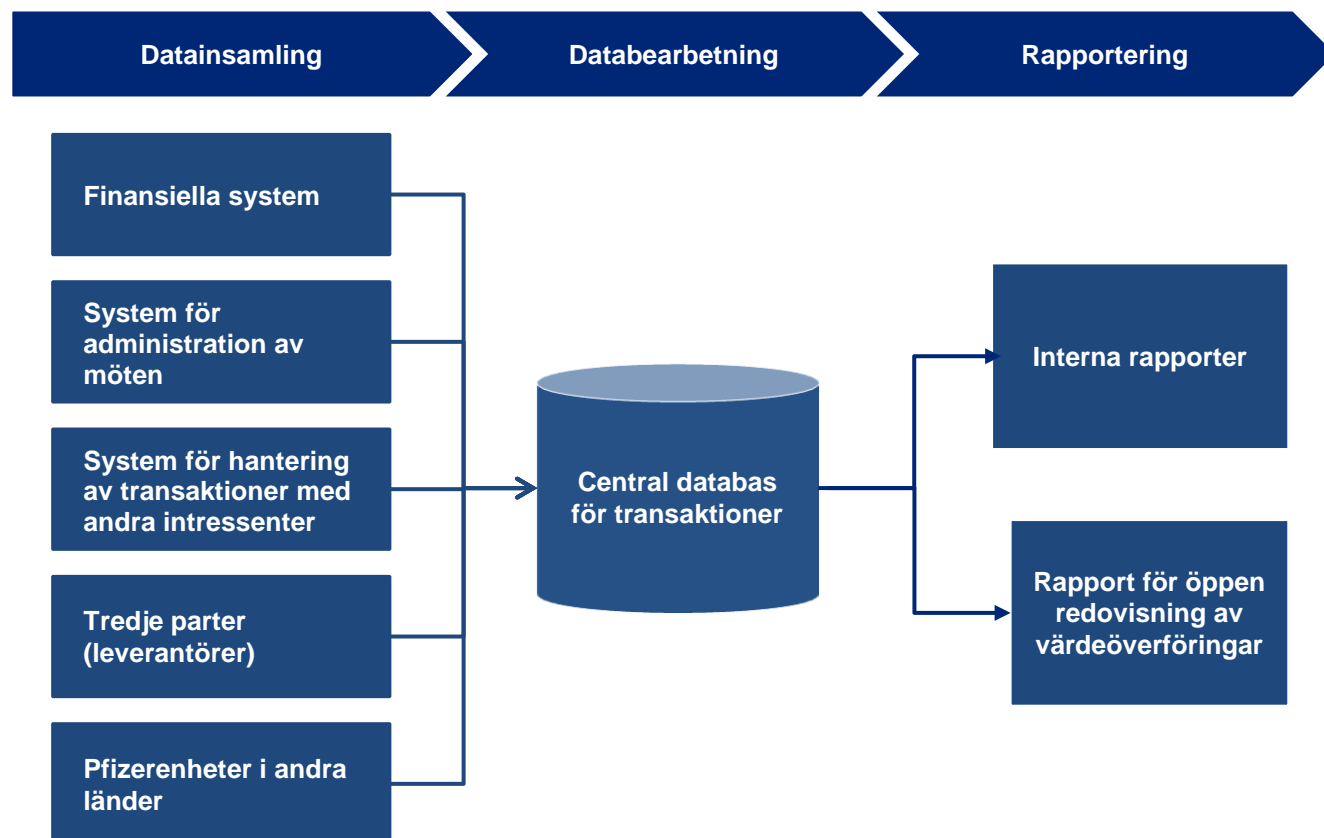 Datainsamling
Databearbetning
Rapportering
Finansiella system
System för
administration av
möten
System för hantering
av transaktioner med
andra intressenter
Tredje parter
(leverantörer)
Pfizerenheter i andra
länder
Central databas
för transaktioner
Interna rapporter
Rapport för öppen
redovisning av
värdeöverföringar